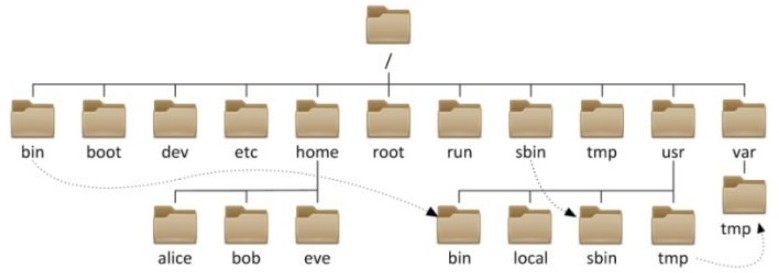 /
bin boot dev etc home root run sbin tmp usr var
tmp
alice bob eve bin local sbin tmp